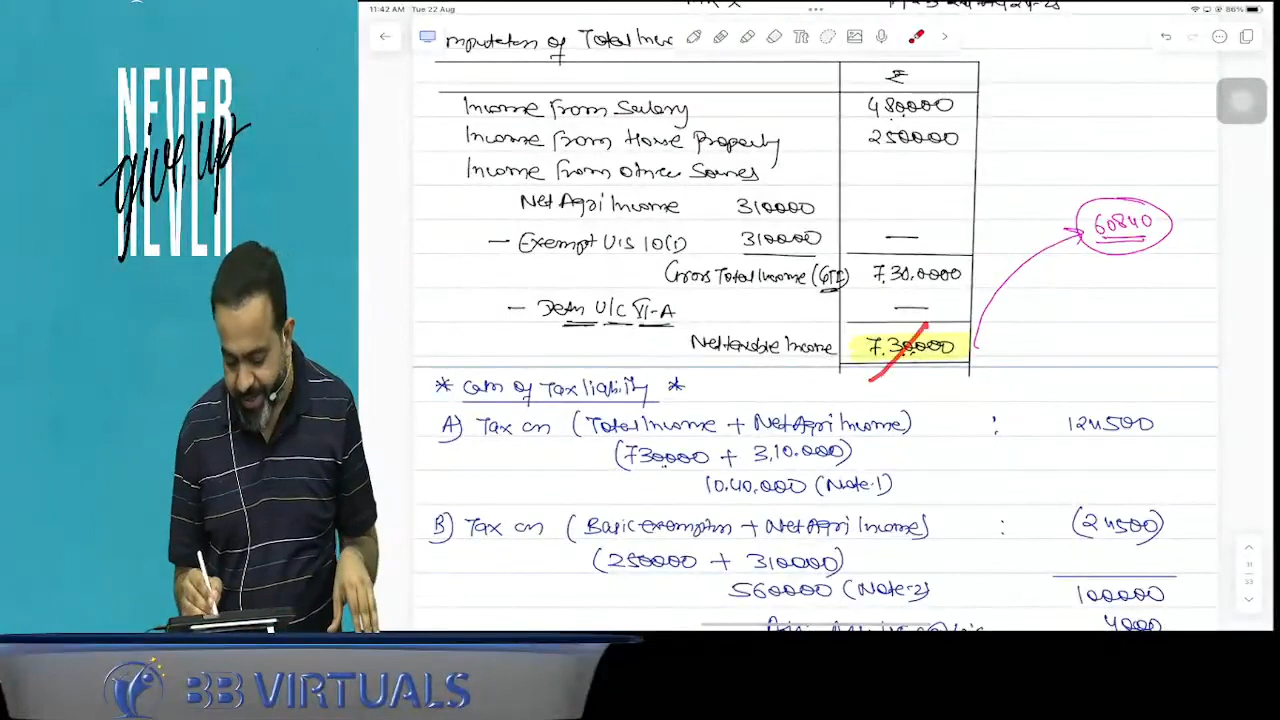 11:42 AM Tue 22 Aug
86%
mputation of Total Inco
₹
Income from Salary 480000
Income from House Property 250000
Income from other Sources
Net Agri Income 310000
- Exempt U/S 10(1) 310000 —
Gross Total Income (GTI) 7,30,0000
- Dedn U/C VI-A —
Net taxable Income 7,30,000
60840
* Com of Tax liability *
A) Tax on (Total Income + Net Agri Income) : 124500
(730000 + 3,10,000)
10,40,000 (Note-1)
B) Tax on (Basic exemption + Net Agri Income) : (24500)
(250000 + 310000)
560000 (Note-2) 100000
4000
NEVER
give up
NEVER
BB VIRTUALS